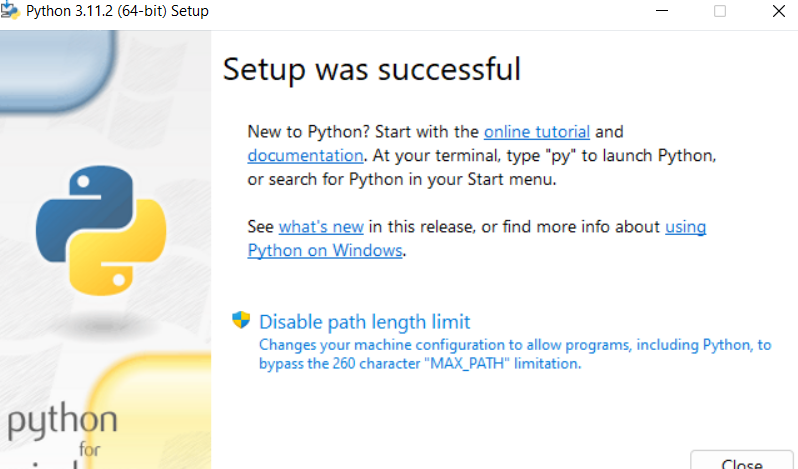 Python 3.11.2 (64-bit) Setup
Setup was successful
New to Python? Start with the online tutorial and
documentation. At your terminal, type "py" to launch Python,
or search for Python in your Start menu.
See what's new in this release, or find more info about using
Python on Windows.
Disable path length limit
Changes your machine configuration to allow programs, including Python, to
bypass the 260 character "MAX_PATH" limitation.
python
for
Close